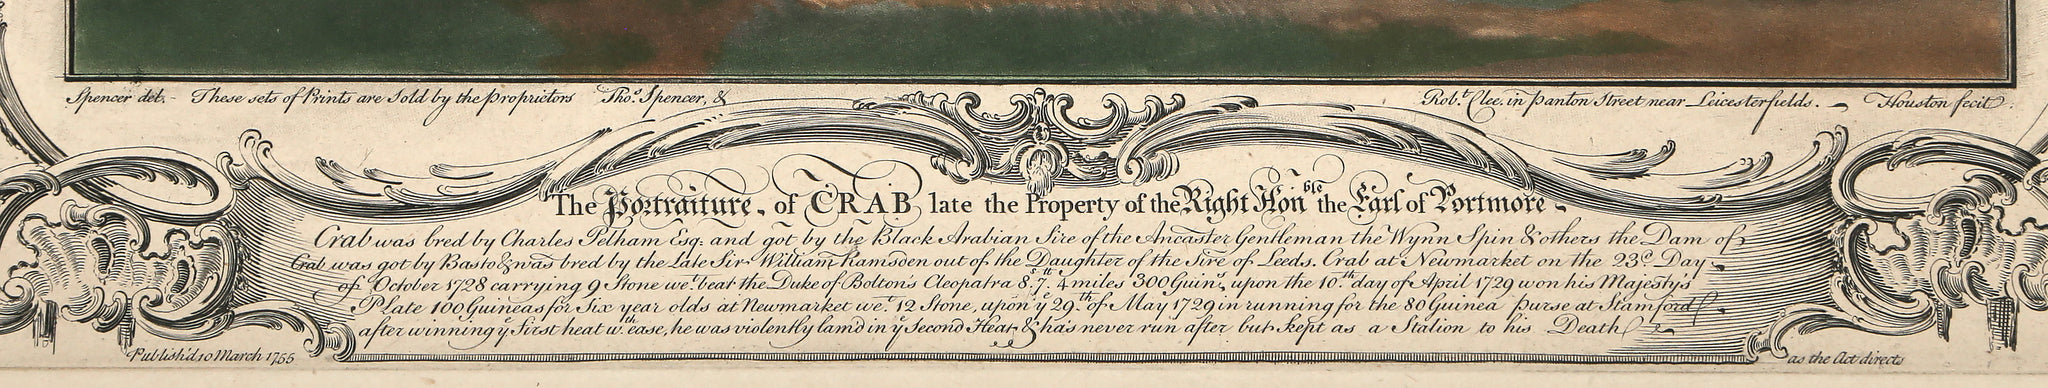 Spencer del. - These sets of Prints are Sold by the Proprietors Thos. Spencer, & Robt. Clee. in Panton Street near Leicesterfields. - Houston fecit.
The Portraiture, of CRAB late the Property of the Right Honble the Earl of Portmore.
Crab was bred by Charles Pelham Esq: and got by the Black Arabian Sire of the Ancaster Gentleman the Wynn Spin & others the Dam of
Crab was got by Basto & was bred by the Late Sir William Ramsden out of the Daughter of the Sire of Leeds. Crab at Newmarket on the 23d. Day
of October 1728 carrying 9 Stone wet. beat the Duke of Bolton's Cleopatra 8st. 7th. 4 miles 300 Guins. upon the 10th. day of April 1729 won his Majesty's
Plate 100 Guineas for Six year olds at Newmarket wet. 12 Stone, upon ye 29th of May 1729 in running for the 80 Guinea purse at Stamford
after winning ye First heat w. ease, he was violently lam'd in ye Second Heat & has never run after but kept as a Stalion to his Death
Publish'd 10 March 1755 as the Act directs